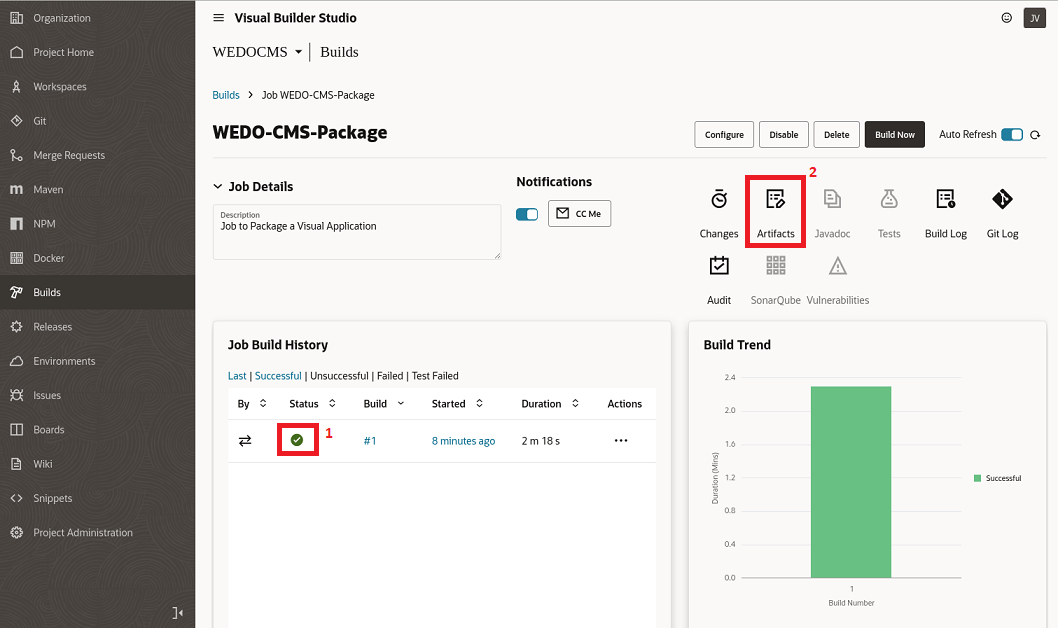 Organization
Project Home
Workspaces
Git
Merge Requests
Maven
NPM
Docker
Builds
Releases
Environments
Issues
Boards
Wiki
Snippets
Project Administration
Visual Builder Studio
JV
WEDOCMS | Builds
Builds > Job WEDO-CMS-Package
WEDO-CMS-Package
Configure Disable Delete Build Now Auto Refresh
Job Details
Description
Job to Package a Visual Application
Notifications
CC Me
2
Changes Artifacts Javadoc Tests Build Log Git Log
Audit SonarQube Vulnerabilities
Job Build History
Last | Successful | Unsuccessful | Failed | Test Failed
By Status Build Started Duration Actions
1
#1 8 minutes ago 2 m 18 s
Build Trend
Duration (Mins)
2.4
2.0
1.6
1.2
0.8
0.4
0.0
1
Build Number
Successful